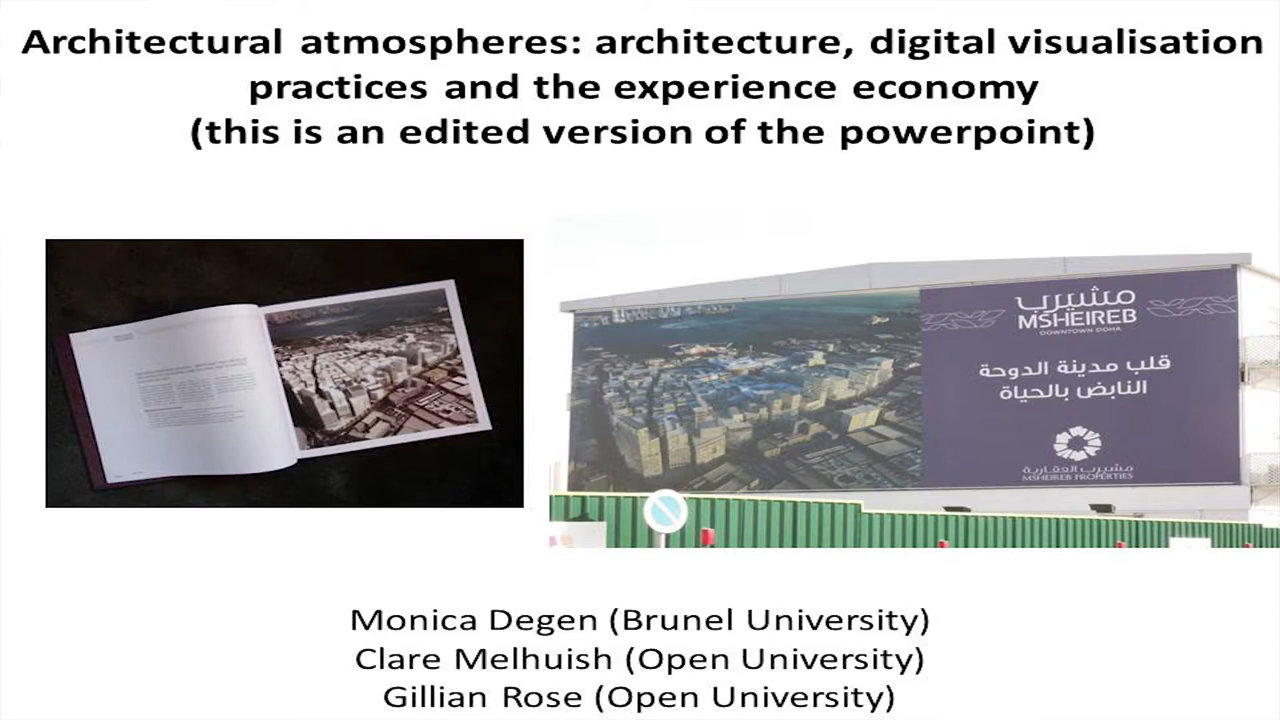 Architectural atmospheres: architecture, digital visualisation
practices and the experience economy
(this is an edited version of the powerpoint)
مشيرب
MSHEIREB
DOWNTOWN DOHA
قلب مدينة الدوحة
النابض بالحياة
مشيرب العقارية
MSHEIREB PROPERTIES
Monica Degen (Brunel University)
Clare Melhuish (Open University)
Gillian Rose (Open University)